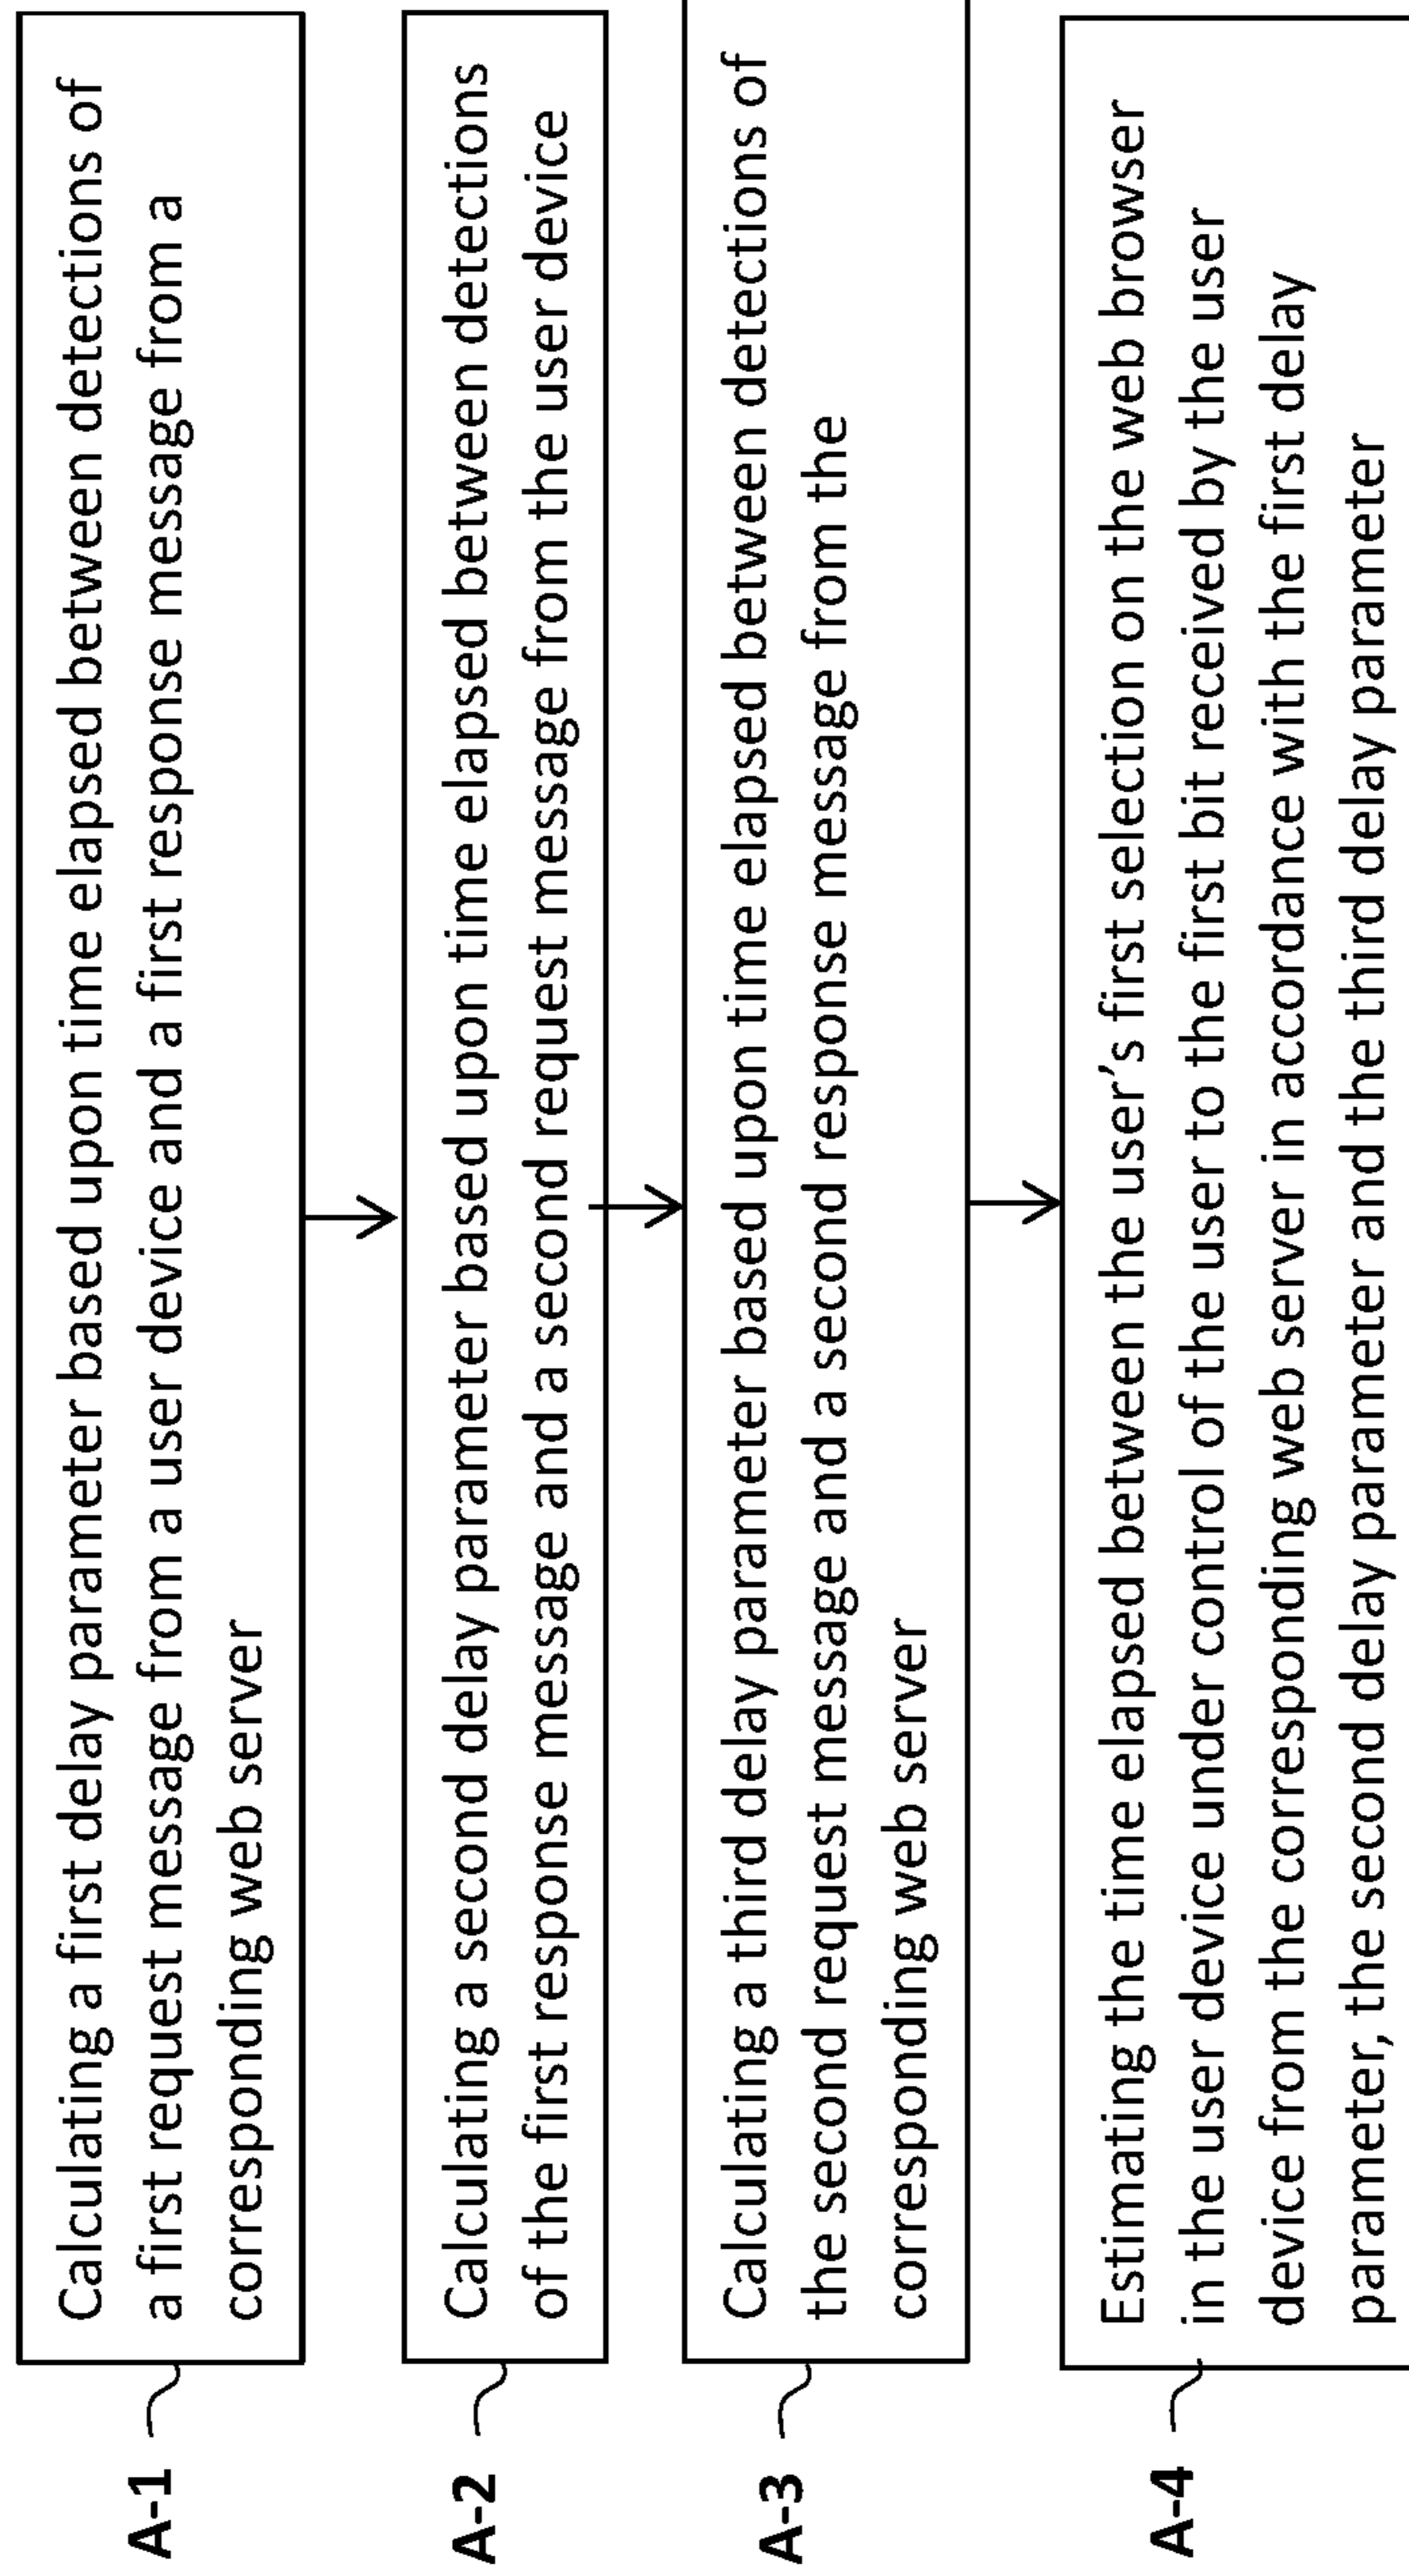 A-1
Calculating a first delay parameter based upon time elapsed between detections of
a first request message from a user device and a first response message from a
corresponding web server
A-2
Calculating a second delay parameter based upon time elapsed between detections
of the first response message and a second request message from the user device
A-3
Calculating a third delay parameter based upon time elapsed between detections of
the second request message and a second response message from the
corresponding web server
A-4
Estimating the time elapsed between the user’s first selection on the web browser
in the user device under control of the user to the first bit received by the user
device from the corresponding web server in accordance with the first delay
parameter, the second delay parameter and the third delay parameter